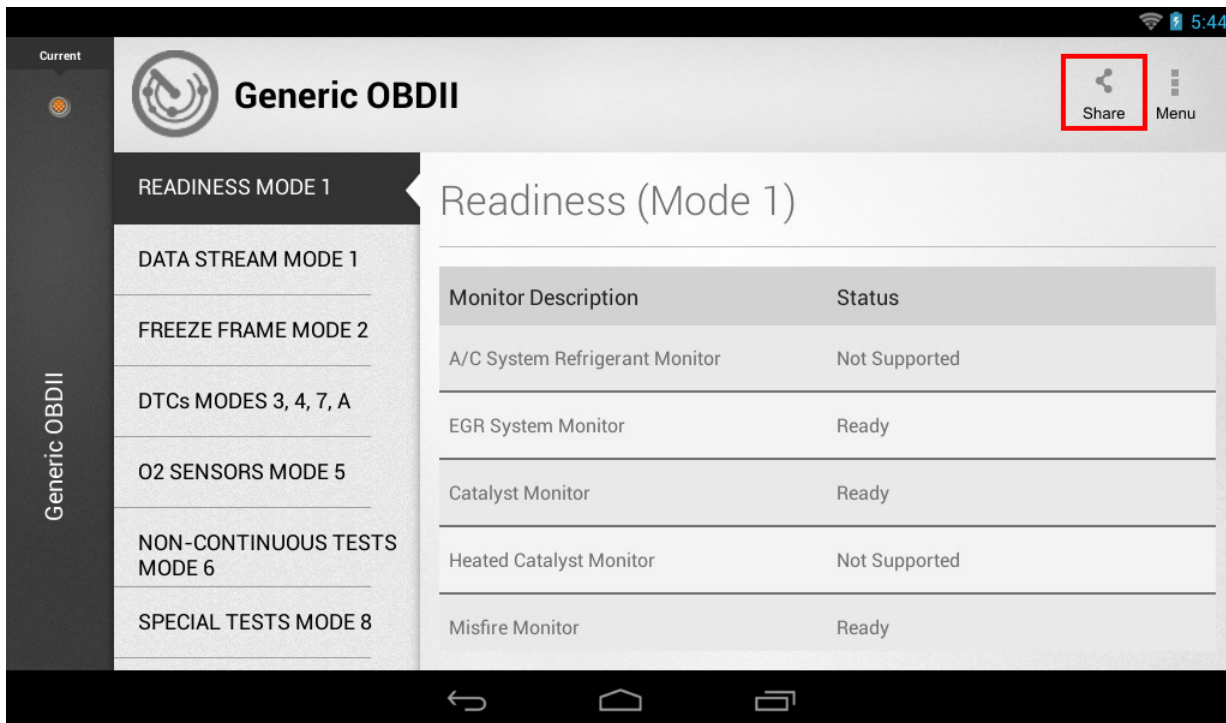 5:44
Current
Generic OBDII
Share
Menu
Generic OBDII
READINESS MODE 1
DATA STREAM MODE 1
FREEZE FRAME MODE 2
DTCs MODES 3, 4, 7, A
O2 SENSORS MODE 5
NON-CONTINUOUS TESTS
MODE 6
SPECIAL TESTS MODE 8
Readiness (Mode 1)
Monitor Description Status
A/C System Refrigerant Monitor Not Supported
EGR System Monitor Ready
Catalyst Monitor Ready
Heated Catalyst Monitor Not Supported
Misfire Monitor Ready